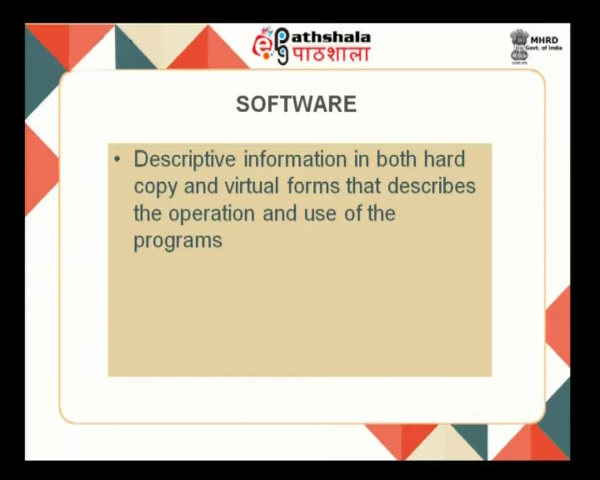 ePathshala
पाठशाला
MHRD
Govt. of India
SOFTWARE
• Descriptive information in both hard
copy and virtual forms that describes
the operation and use of the
programs